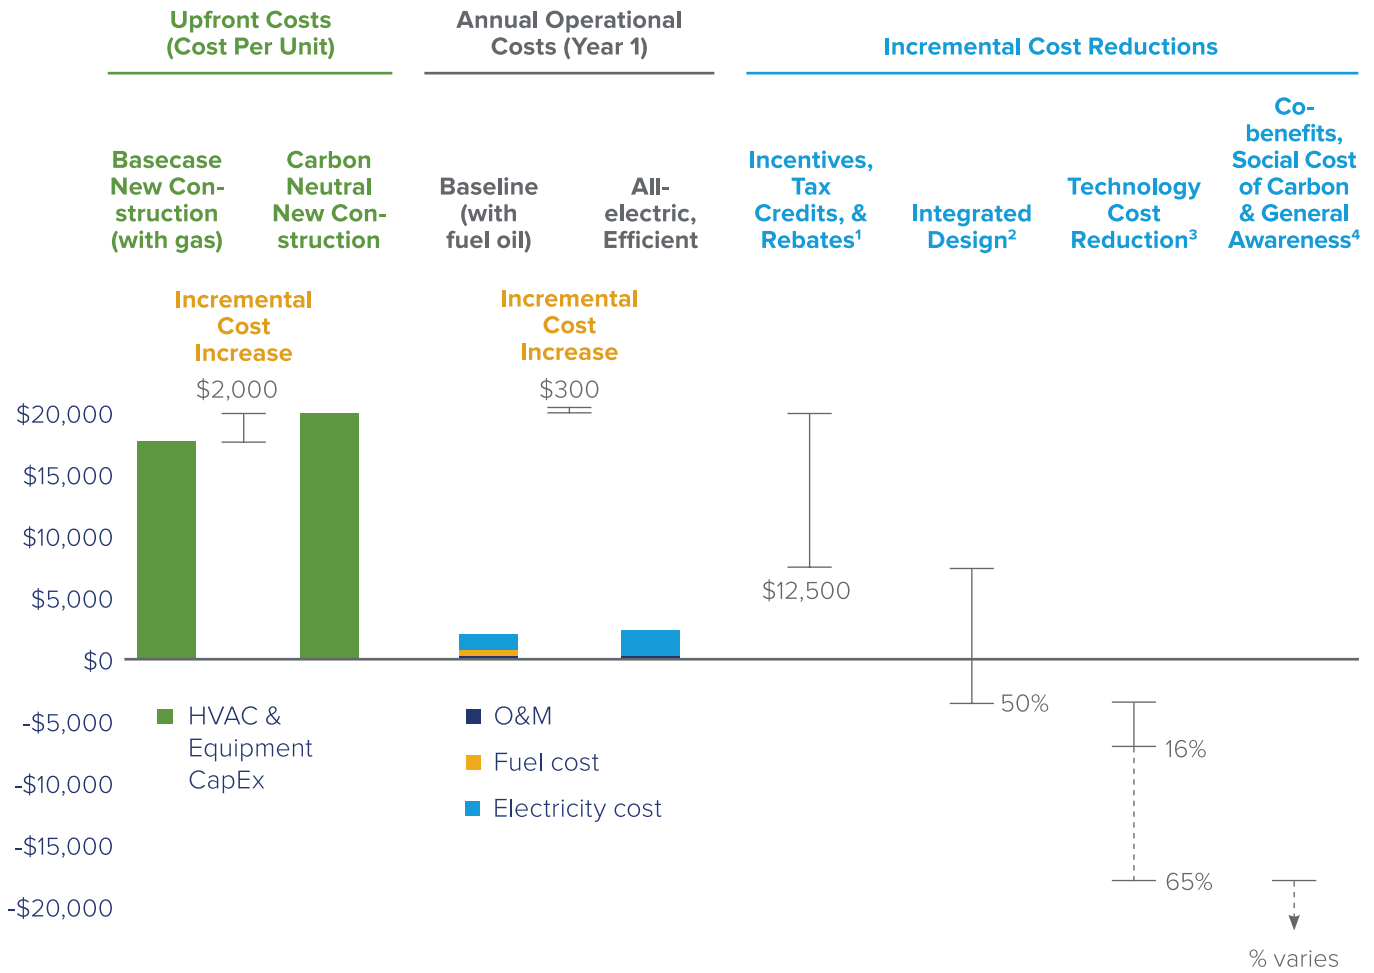 Upfront Costs
(Cost Per Unit)
Annual Operational
Costs (Year 1)
Incremental Cost Reductions
Basecase
New Con-
struction
(with gas)
Carbon
Neutral
New Con-
struction
Baseline
(with
fuel oil)
All-
electric,
Efficient
Incentives,
Tax
Credits, &
Rebates¹
Integrated
Design²
Technology
Cost
Reduction³
Co-
benefits,
Social Cost
of Carbon
& General
Awareness⁴
Incremental
Cost
Increase
$2,000
Incremental
Cost
Increase
$300
$20,000
$15,000
$10,000
$5,000
$0
-$5,000
-$10,000
-$15,000
-$20,000
$12,500
50%
16%
65%
% varies
HVAC &
Equipment
CapEx
O&M
Fuel cost
Electricity cost